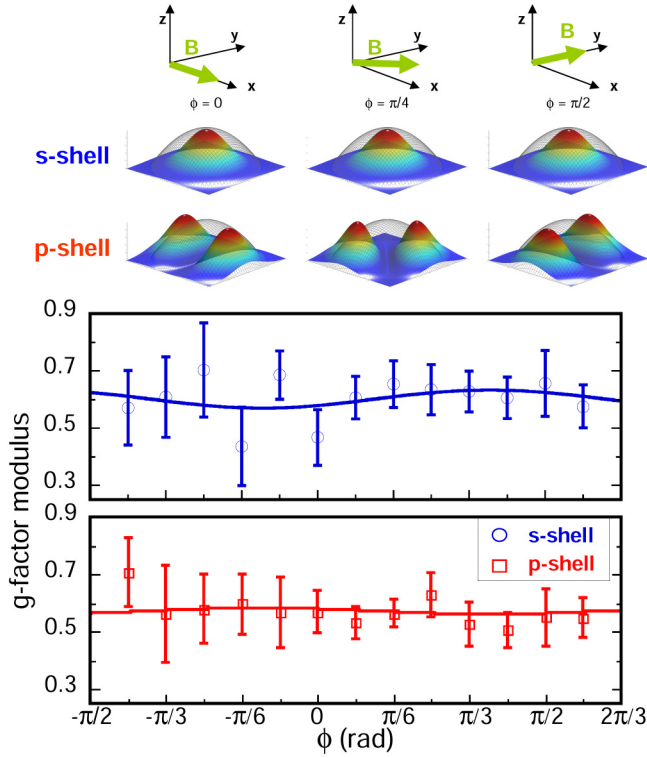 z
y
B
x
ϕ = 0
z
y
B
x
ϕ = π/4
z
B
y
x
ϕ = π/2
s-shell
p-shell
0.9
0.7
0.5
0.3
0.9
0.7
0.5
0.3
g-factor modulus
s-shell
p-shell
-π/2 -π/3 -π/6 0 π/6 π/3 π/2 2π/3
ϕ (rad)